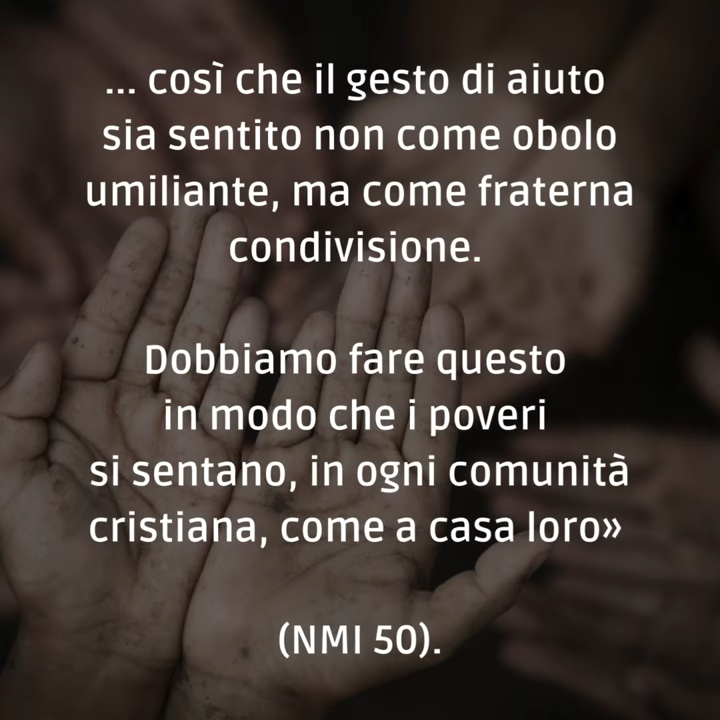 ... così che il gesto di aiuto
sia sentito non come obolo
umiliante, ma come fraterna
condivisione.
Dobbiamo fare questo
in modo che i poveri
si sentano, in ogni comunità
cristiana, come a casa loro»
(NMI 50).